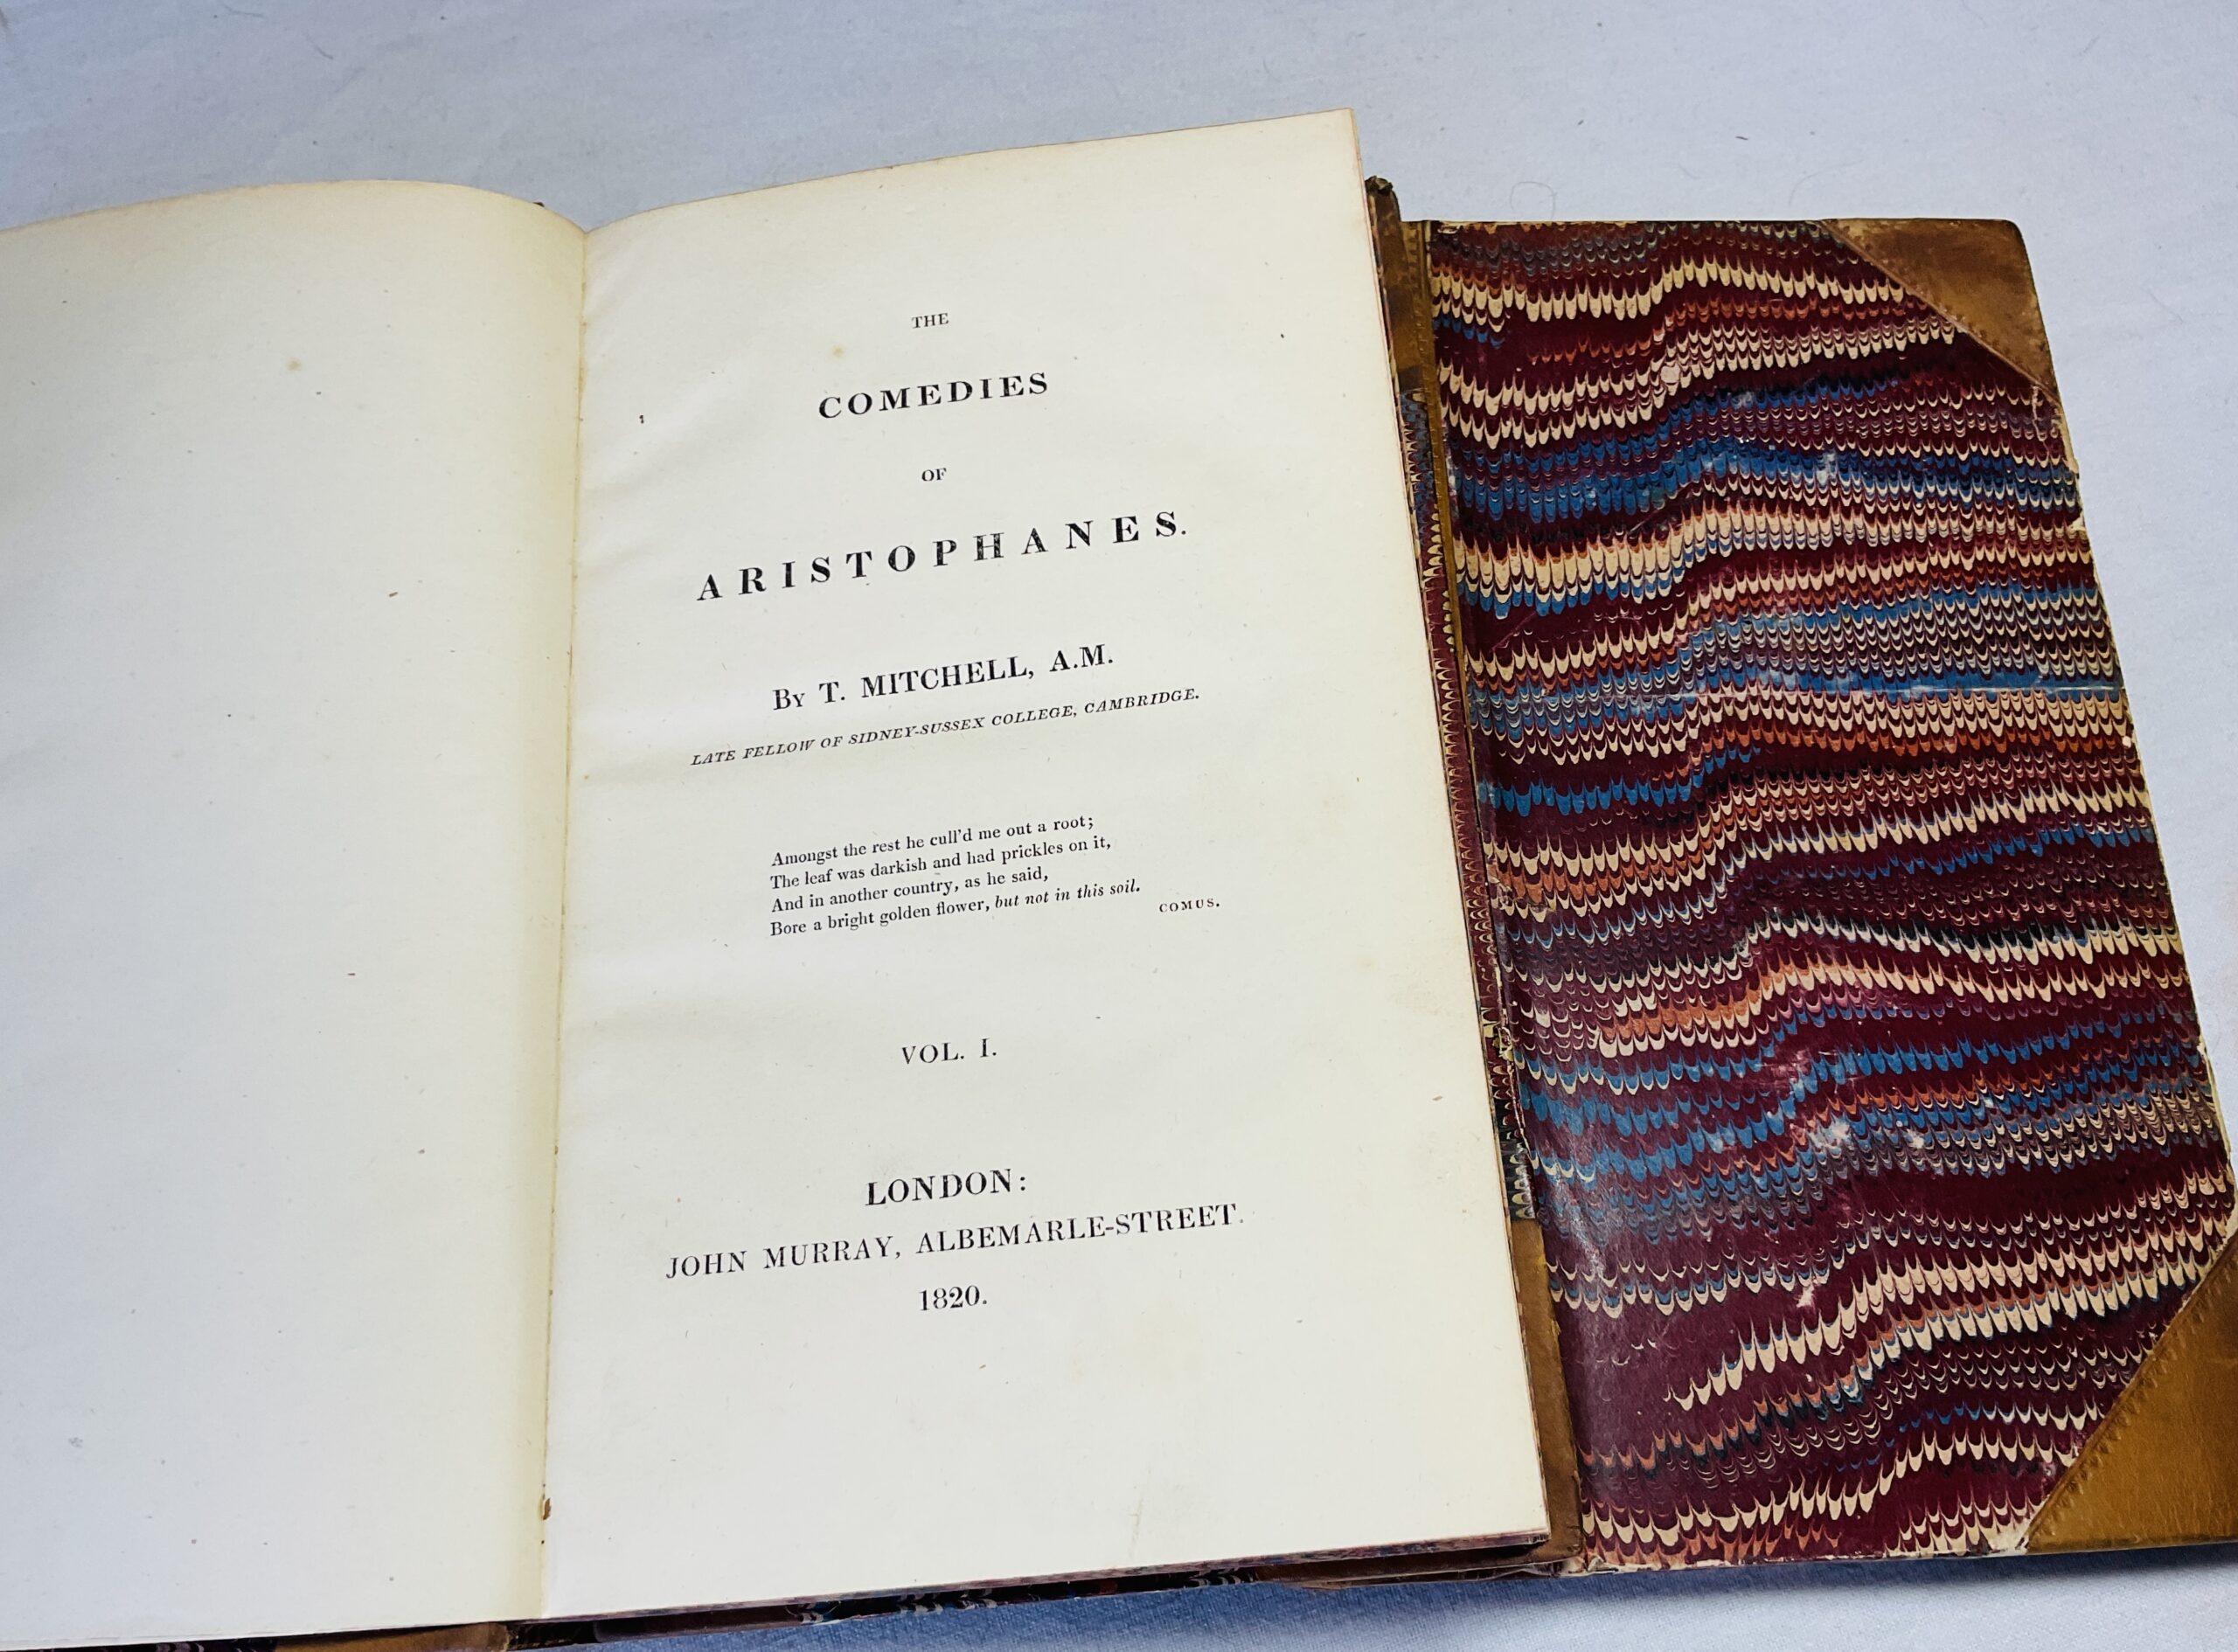 THE
COMEDIES
OF
ARISTOPHANES.
By T. MITCHELL, A.M.
LATE FELLOW OF SIDNEY-SUSSEX COLLEGE, CAMBRIDGE.
Amongst the rest he cull'd me out a root;
The leaf was darkish and had prickles on it,
And in another country, as he said,
Bore a bright golden flower, but not in this soil.
COMUS.
VOL. I.
LONDON:
JOHN MURRAY, ALBEMARLE-STREET.
1820.